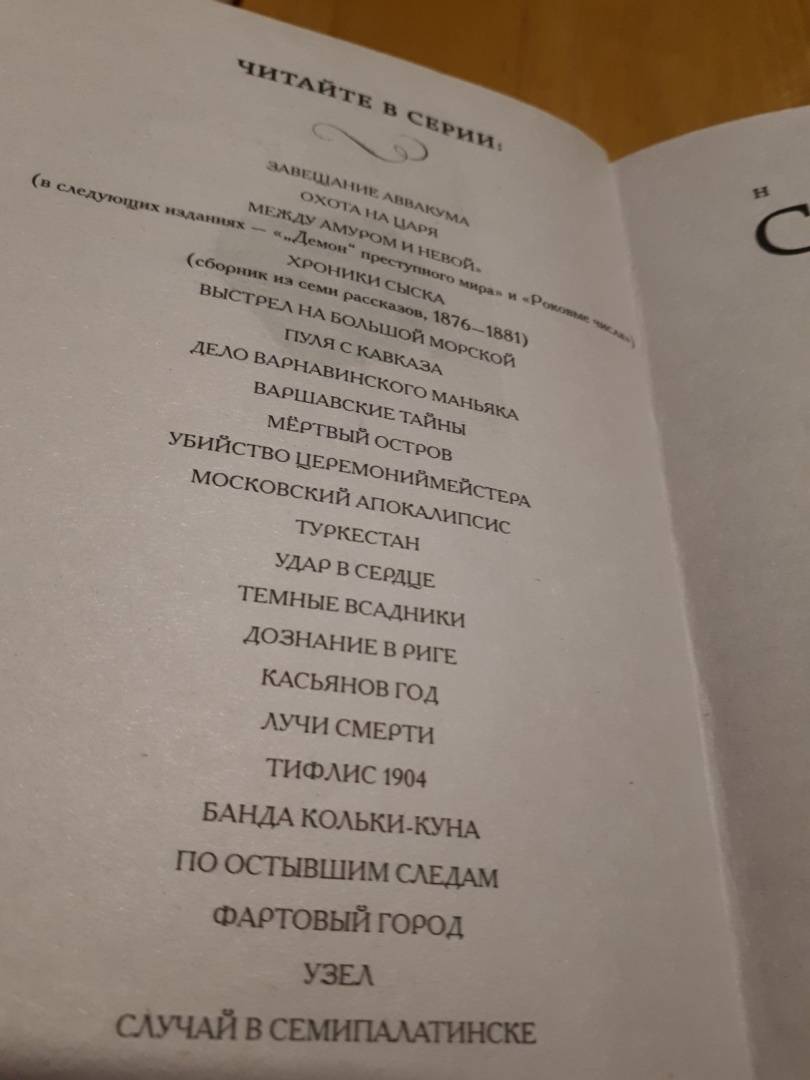 ЧИТАЙТЕ В СЕРИИ:
ЗАВЕЩАНИЕ АВВАКУМА
ОХОТА НА ЦАРЯ
МЕЖДУ АМУРОМ И НЕВОЙ
(в следующих изданиях — «„Демон“ преступного мира» и «Роковые числа»)
ХРОНИКИ СЫСКА
(сборник из семи рассказов, 1876—1881)
ВЫСТРЕЛ НА БОЛЬШОЙ МОРСКОЙ
ПУЛЯ С КАВКАЗА
ДЕЛО ВАРНАВИНСКОГО МАНЬЯКА
ВАРШАВСКИЕ ТАЙНЫ
МЁРТВЫЙ ОСТРОВ
УБИЙСТВО ЦЕРЕМОНИЙМЕЙСТЕРА
МОСКОВСКИЙ АПОКАЛИПСИС
ТУРКЕСТАН
УДАР В СЕРДЦЕ
ТЕМНЫЕ ВСАДНИКИ
ДОЗНАНИЕ В РИГЕ
КАСЬЯНОВ ГОД
ЛУЧИ СМЕРТИ
ТИФЛИС 1904
БАНДА КОЛЬКИ-КУНА
ПО ОСТЫВШИМ СЛЕДАМ
ФАРТОВЫЙ ГОРОД
УЗЕЛ
СЛУЧАЙ В СЕМИПАЛАТИНСКЕ
Н
С